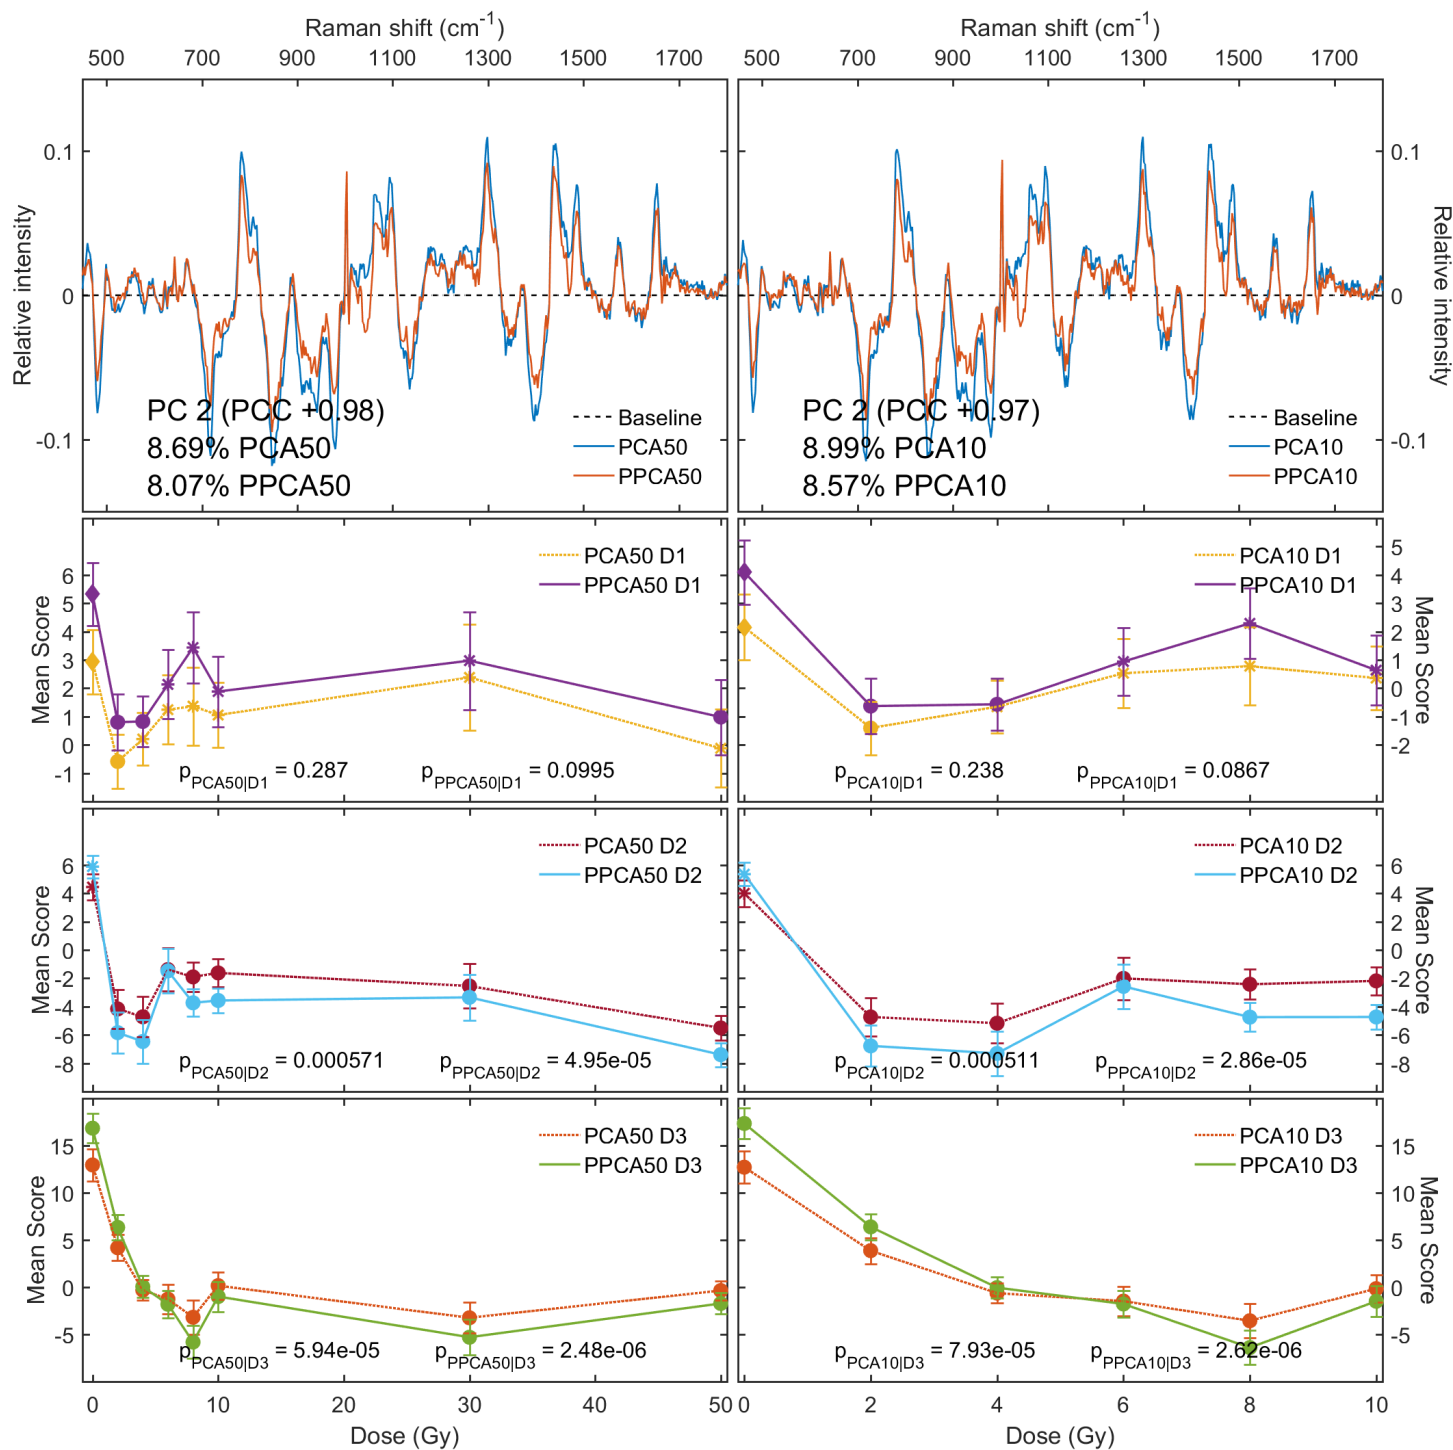 Raman shift (cm-1)
500 700 900 1100 1300 1500 1700
Raman shift (cm-1)
500 700 900 1100 1300 1500 1700
Relative intensity
0.1
0
-0.1
PC 2 (PCC +0.98)
8.69% PCA50
8.07% PPCA50
Baseline
PCA50
PPCA50
PC 2 (PCC +0.97)
8.99% PCA10
8.57% PPCA10
Baseline
PCA10
PPCA10
0.1
0
-0.1
Relative intensity
Mean Score
6
5
4
3
2
1
0
-1
PCA50 D1
PPCA50 D1
pPCA50|D1 = 0.287
pPPCA50|D1 = 0.0995
PCA10 D1
PPCA10 D1
pPCA10|D1 = 0.238
pPPCA10|D1 = 0.0867
5
4
3
2
1
0
-1
-2
Mean Score
Mean Score
6
4
2
0
-2
-4
-6
-8
PCA50 D2
PPCA50 D2
pPCA50|D2 = 0.000571
pPPCA50|D2 = 4.95e-05
PCA10 D2
PPCA10 D2
pPCA10|D2 = 0.000511
pPPCA10|D2 = 2.86e-05
6
4
2
0
-2
-4
-6
-8
Mean Score
Mean Score
15
10
5
0
-5
PCA50 D3
PPCA50 D3
pPCA50|D3 = 5.94e-05
pPPCA50|D3 = 2.48e-06
PCA10 D3
PPCA10 D3
pPCA10|D3 = 7.93e-05
pPPCA10|D3 = 2.62e-06
15
10
5
0
-5
Mean Score
0 10 20 30 40 50
Dose (Gy)
0 2 4 6 8 10
Dose (Gy)